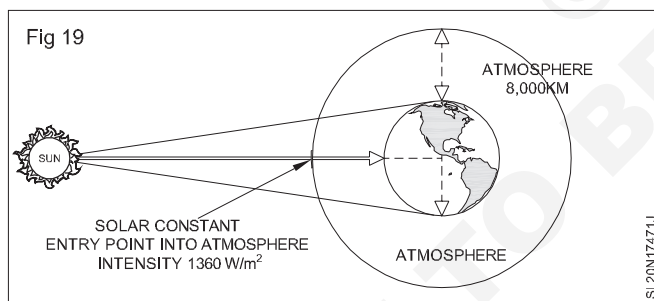 Fig 19
ATMOSPHERE
8,000KM
SUN
SOLAR CONSTANT
ENTRY POINT INTO ATMOSPHERE
INTENSITY 1360 W/m²
ATMOSPHERE